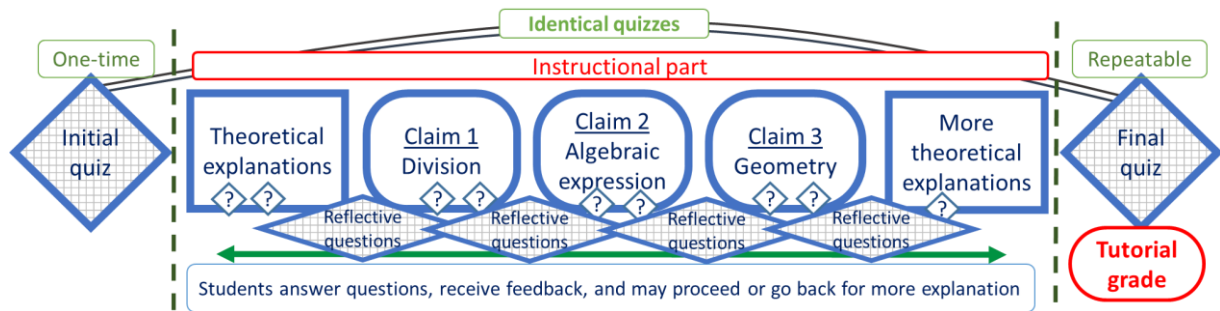 Identical quizzes
One-time
Instructional part
Repeatable
Initial
quiz
Theoretical
explanations
? ?
Claim 1
Division
? ?
Claim 2
Algebraic
expression
? ?
Claim 3
Geometry
? ?
More
theoretical
explanations
?
Final
quiz
Reflective
questions
Reflective
questions
Reflective
questions
Reflective
questions
Students answer questions, receive feedback, and may proceed or go back for more explanation
Tutorial
grade